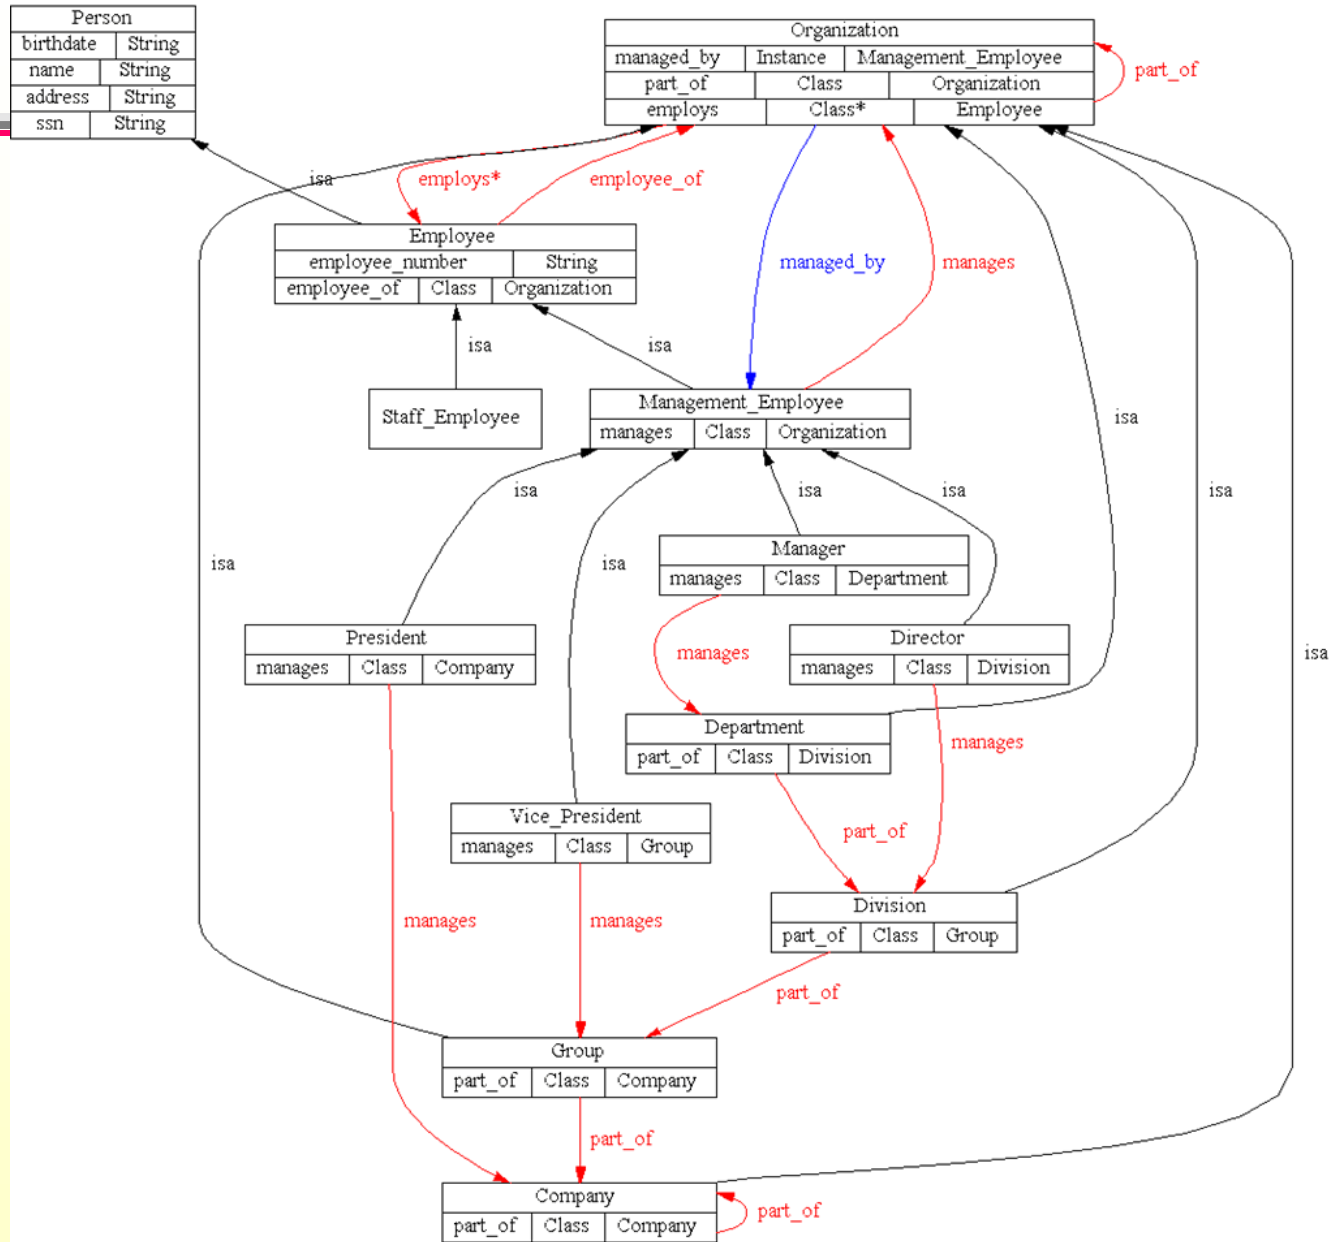 Person
birthdate String
name String
address String
ssn String
Organization
managed_by Instance Management_Employee
part_of Class Organization
employs Class* Employee
part_of
isa
employs*
employee_of
Employee
employee_number String
employee_of Class Organization
managed_by
manages
isa
isa
Staff_Employee
Management_Employee
manages Class Organization
isa
isa
isa
isa
isa
isa
Manager
manages Class Department
isa
President
manages Class Company
manages
Director
manages Class Division
isa
Department
part_of Class Division
manages
Vice_President
manages Class Group
part_of
Division
part_of Class Group
manages
manages
part_of
Group
part_of Class Company
part_of
Company
part_of Class Company
part_of